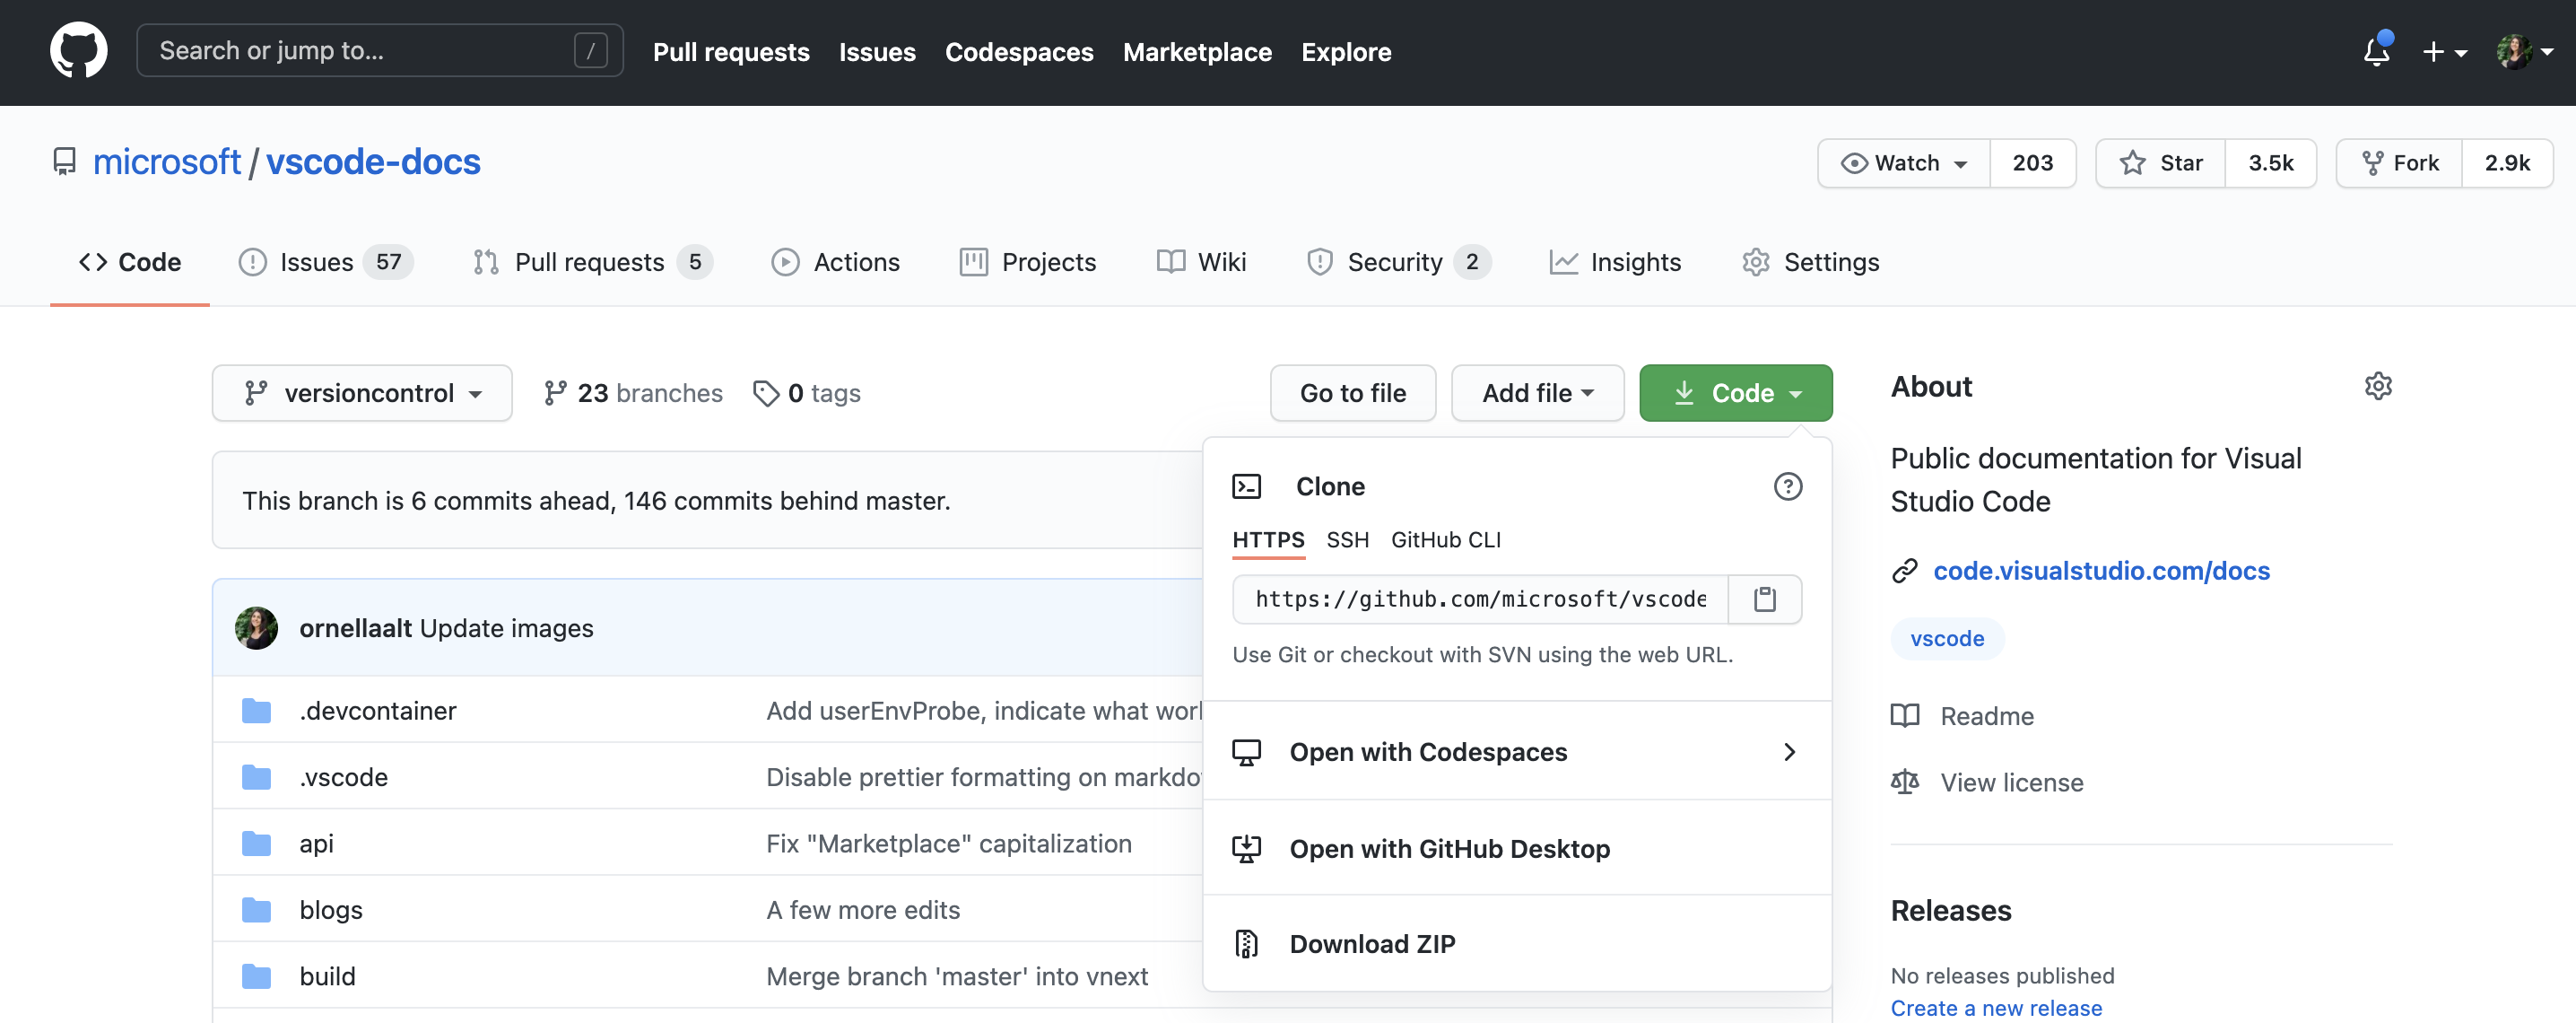 Search or jump to... / Pull requests Issues Codespaces Marketplace Explore
microsoft / vscode-docs Watch 203 Star 3.5k Fork 2.9k
Code Issues 57 Pull requests 5 Actions Projects Wiki Security 2 Insights Settings
versioncontrol 23 branches 0 tags Go to file Add file Code
This branch is 6 commits ahead, 146 commits behind master.
ornellaalt Update images
.devcontainer Add userEnvProbe, indicate what
.vscode Disable prettier formatting on
api Fix "Marketplace" capitalization
blogs A few more edits
build Merge branch 'master' into vnext
Clone
HTTPS SSH GitHub CLI
https://github.com/microsoft/vscode
Use Git or checkout with SVN using the web URL.
Open with Codespaces
Open with GitHub Desktop
Download ZIP
About
Public documentation for Visual
Studio Code
code.visualstudio.com/docs
vscode
Readme
View license
Releases
No releases published
Create a new release